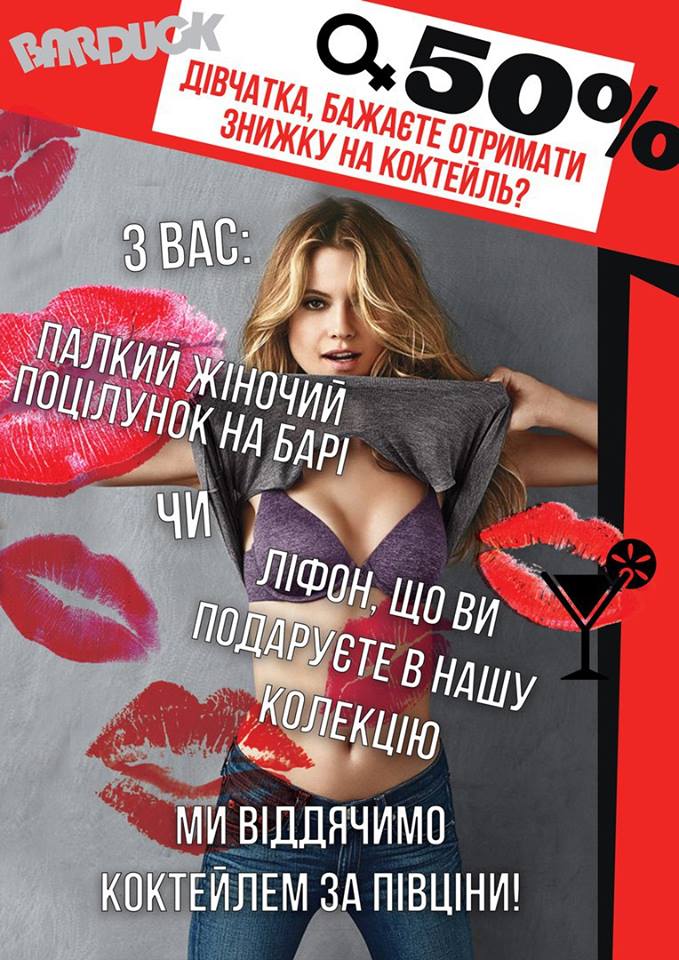 BARDUCK
50%
ДІВЧАТКА, БАЖАЄТЕ ОТРИМАТИ
ЗНИЖКУ НА КОКТЕЙЛЬ?
З ВАС:
ПАЛКИЙ ЖІНОЧИЙ
ПОЦІЛУНОК НА БАРІ
ЧИ
ЛІФОН, ЩО ВИ
ПОДАРУЄТЕ В НАШУ
КОЛЕКЦІЮ
МИ ВІДДЯЧИМО
КОКТЕЙЛЕМ ЗА ПІВЦІНИ!